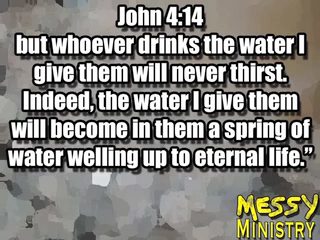 John 4:14
but whoever drinks the water I
give them will never thirst.
Indeed, the water I give them
will become in them a spring of
water welling up to eternal life.”
MESSY
MINISTRY